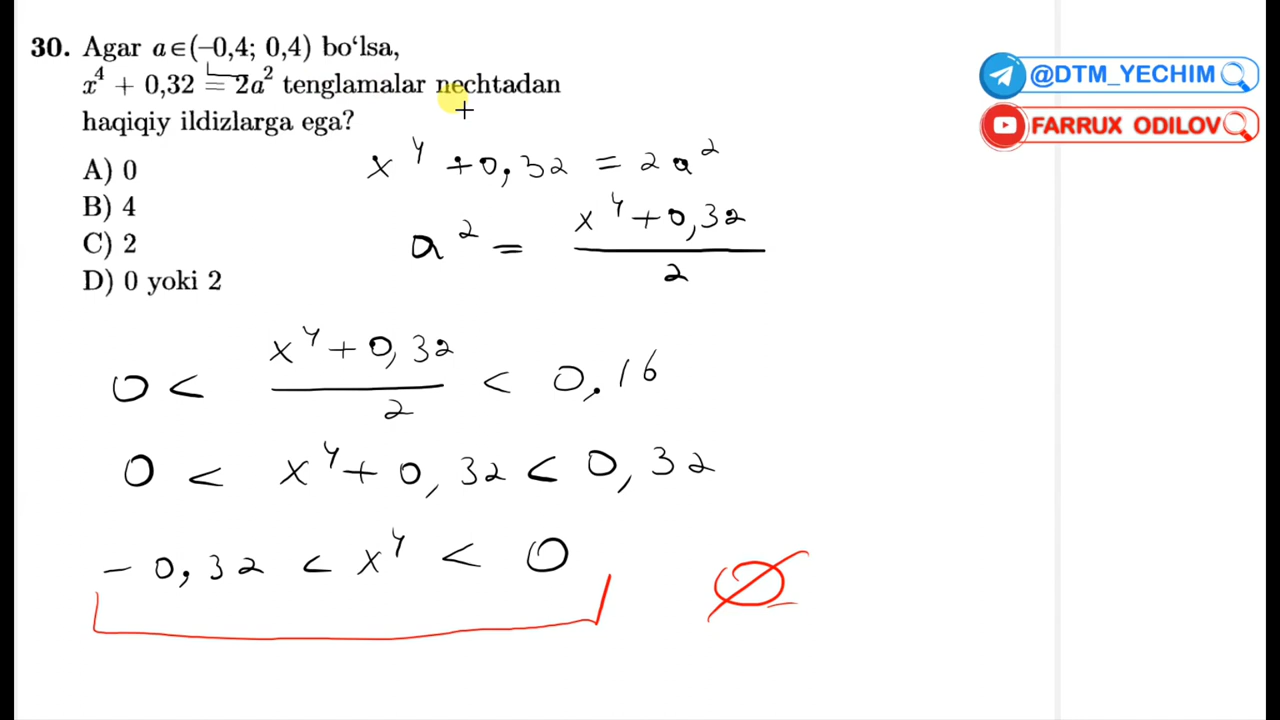 30. Agar a∈(–0,4; 0,4) bo‘lsa,
x⁴ + 0,32 = 2a² tenglamalar nechtadan
haqiqiy ildizlarga ega?
A) 0
B) 4
C) 2
D) 0 yoki 2
@DTM_YECHIM
FARRUX ODILOV
x⁴ + 0,32 = 2a²
a² = (x⁴ + 0,32)/2
0 < (x⁴ + 0,32)/2 < 0,16
0 < x⁴ + 0,32 < 0,32
– 0,32 < x⁴ < 0
∅